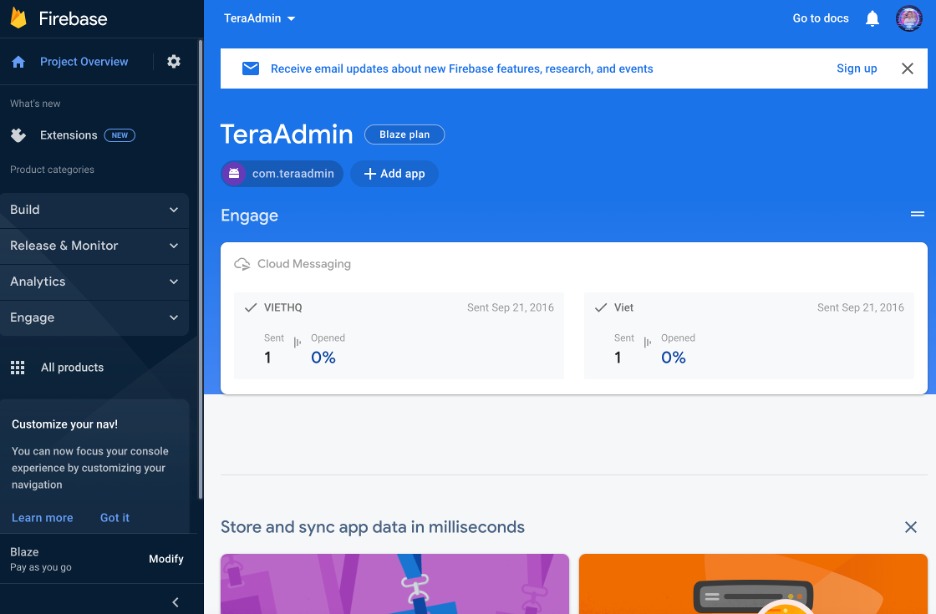 Firebase
Project Overview
What's new
Extensions NEW
Product categories
Build
Release & Monitor
Analytics
Engage
All products
Customize your nav!
You can now focus your console
experience by customizing your
navigation
Learn more Got it
Blaze
Pay as you go
Modify
TeraAdmin
Go to docs
Receive email updates about new Firebase features, research, and events
Sign up
TeraAdmin Blaze plan
com.teraadmin
Add app
Engage
Cloud Messaging
VIETHQ Sent Sep 21, 2016
Sent Opened
1 0%
Viet Sent Sep 21, 2016
Sent Opened
1 0%
Store and sync app data in milliseconds